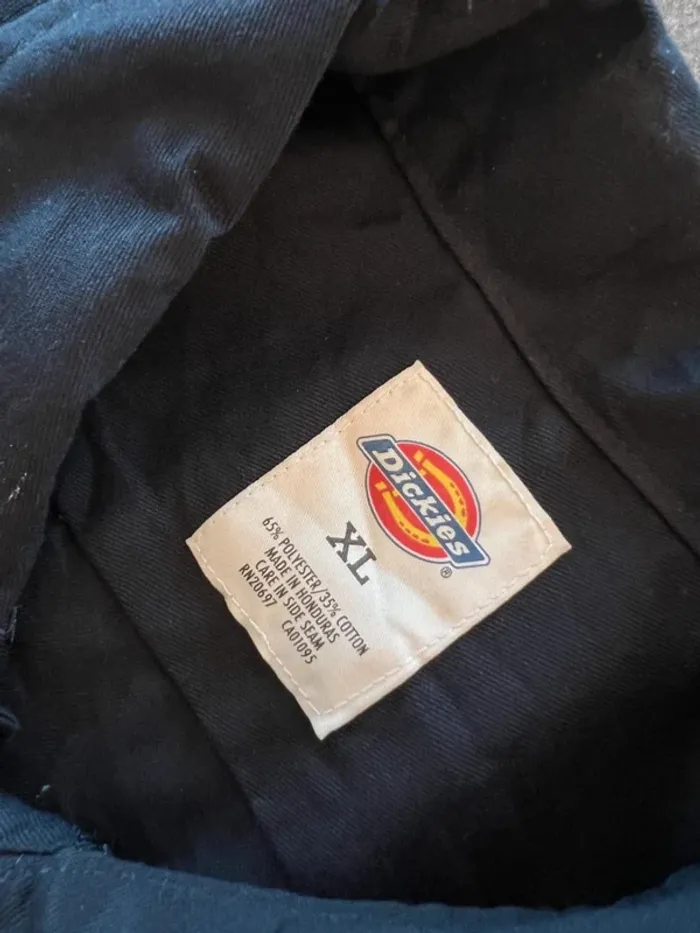 Dickies
®
XL
65% POLYESTER/35% COTTON
MADE IN HONDURAS
CARE IN SIDE SEAM
RN20697 CA01095